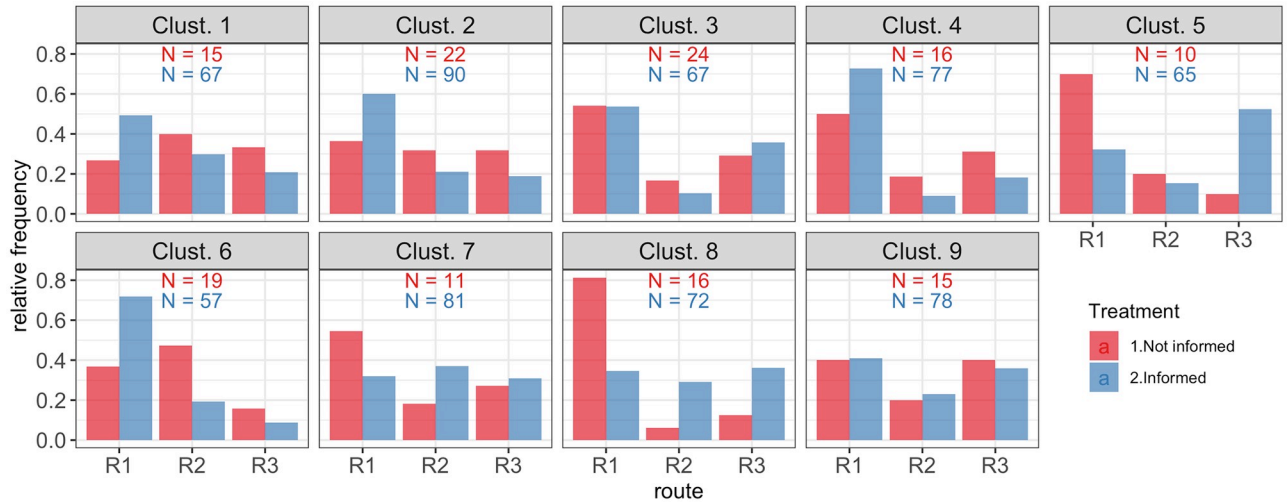 Clust. 1
Clust. 2
Clust. 3
Clust. 4
Clust. 5
N = 15
N = 67
N = 22
N = 90
N = 24
N = 67
N = 16
N = 77
N = 10
N = 65
0.8
0.6
0.4
0.2
0.0
R1 R2 R3
relative frequency
Clust. 6
Clust. 7
Clust. 8
Clust. 9
N = 19
N = 57
N = 11
N = 81
N = 16
N = 72
N = 15
N = 78
0.8
0.6
0.4
0.2
0.0
R1 R2 R3
R1 R2 R3
R1 R2 R3
R1 R2 R3
route
Treatment
a 1.Not informed
a 2.Informed